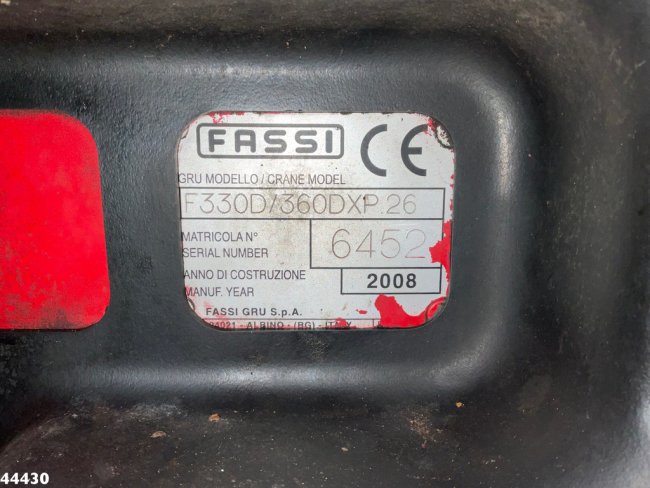 FASSI CE
GRU MODELLO / CRANE MODEL
F330D/360DXP.26
MATRICOLA N°
SERIAL NUMBER
6452
ANNO DI COSTRUZIONE
MANUF. YEAR
2008
FASSI GRU S.p.A.
24021 - ALBINO - (BG) - ITALY
44430